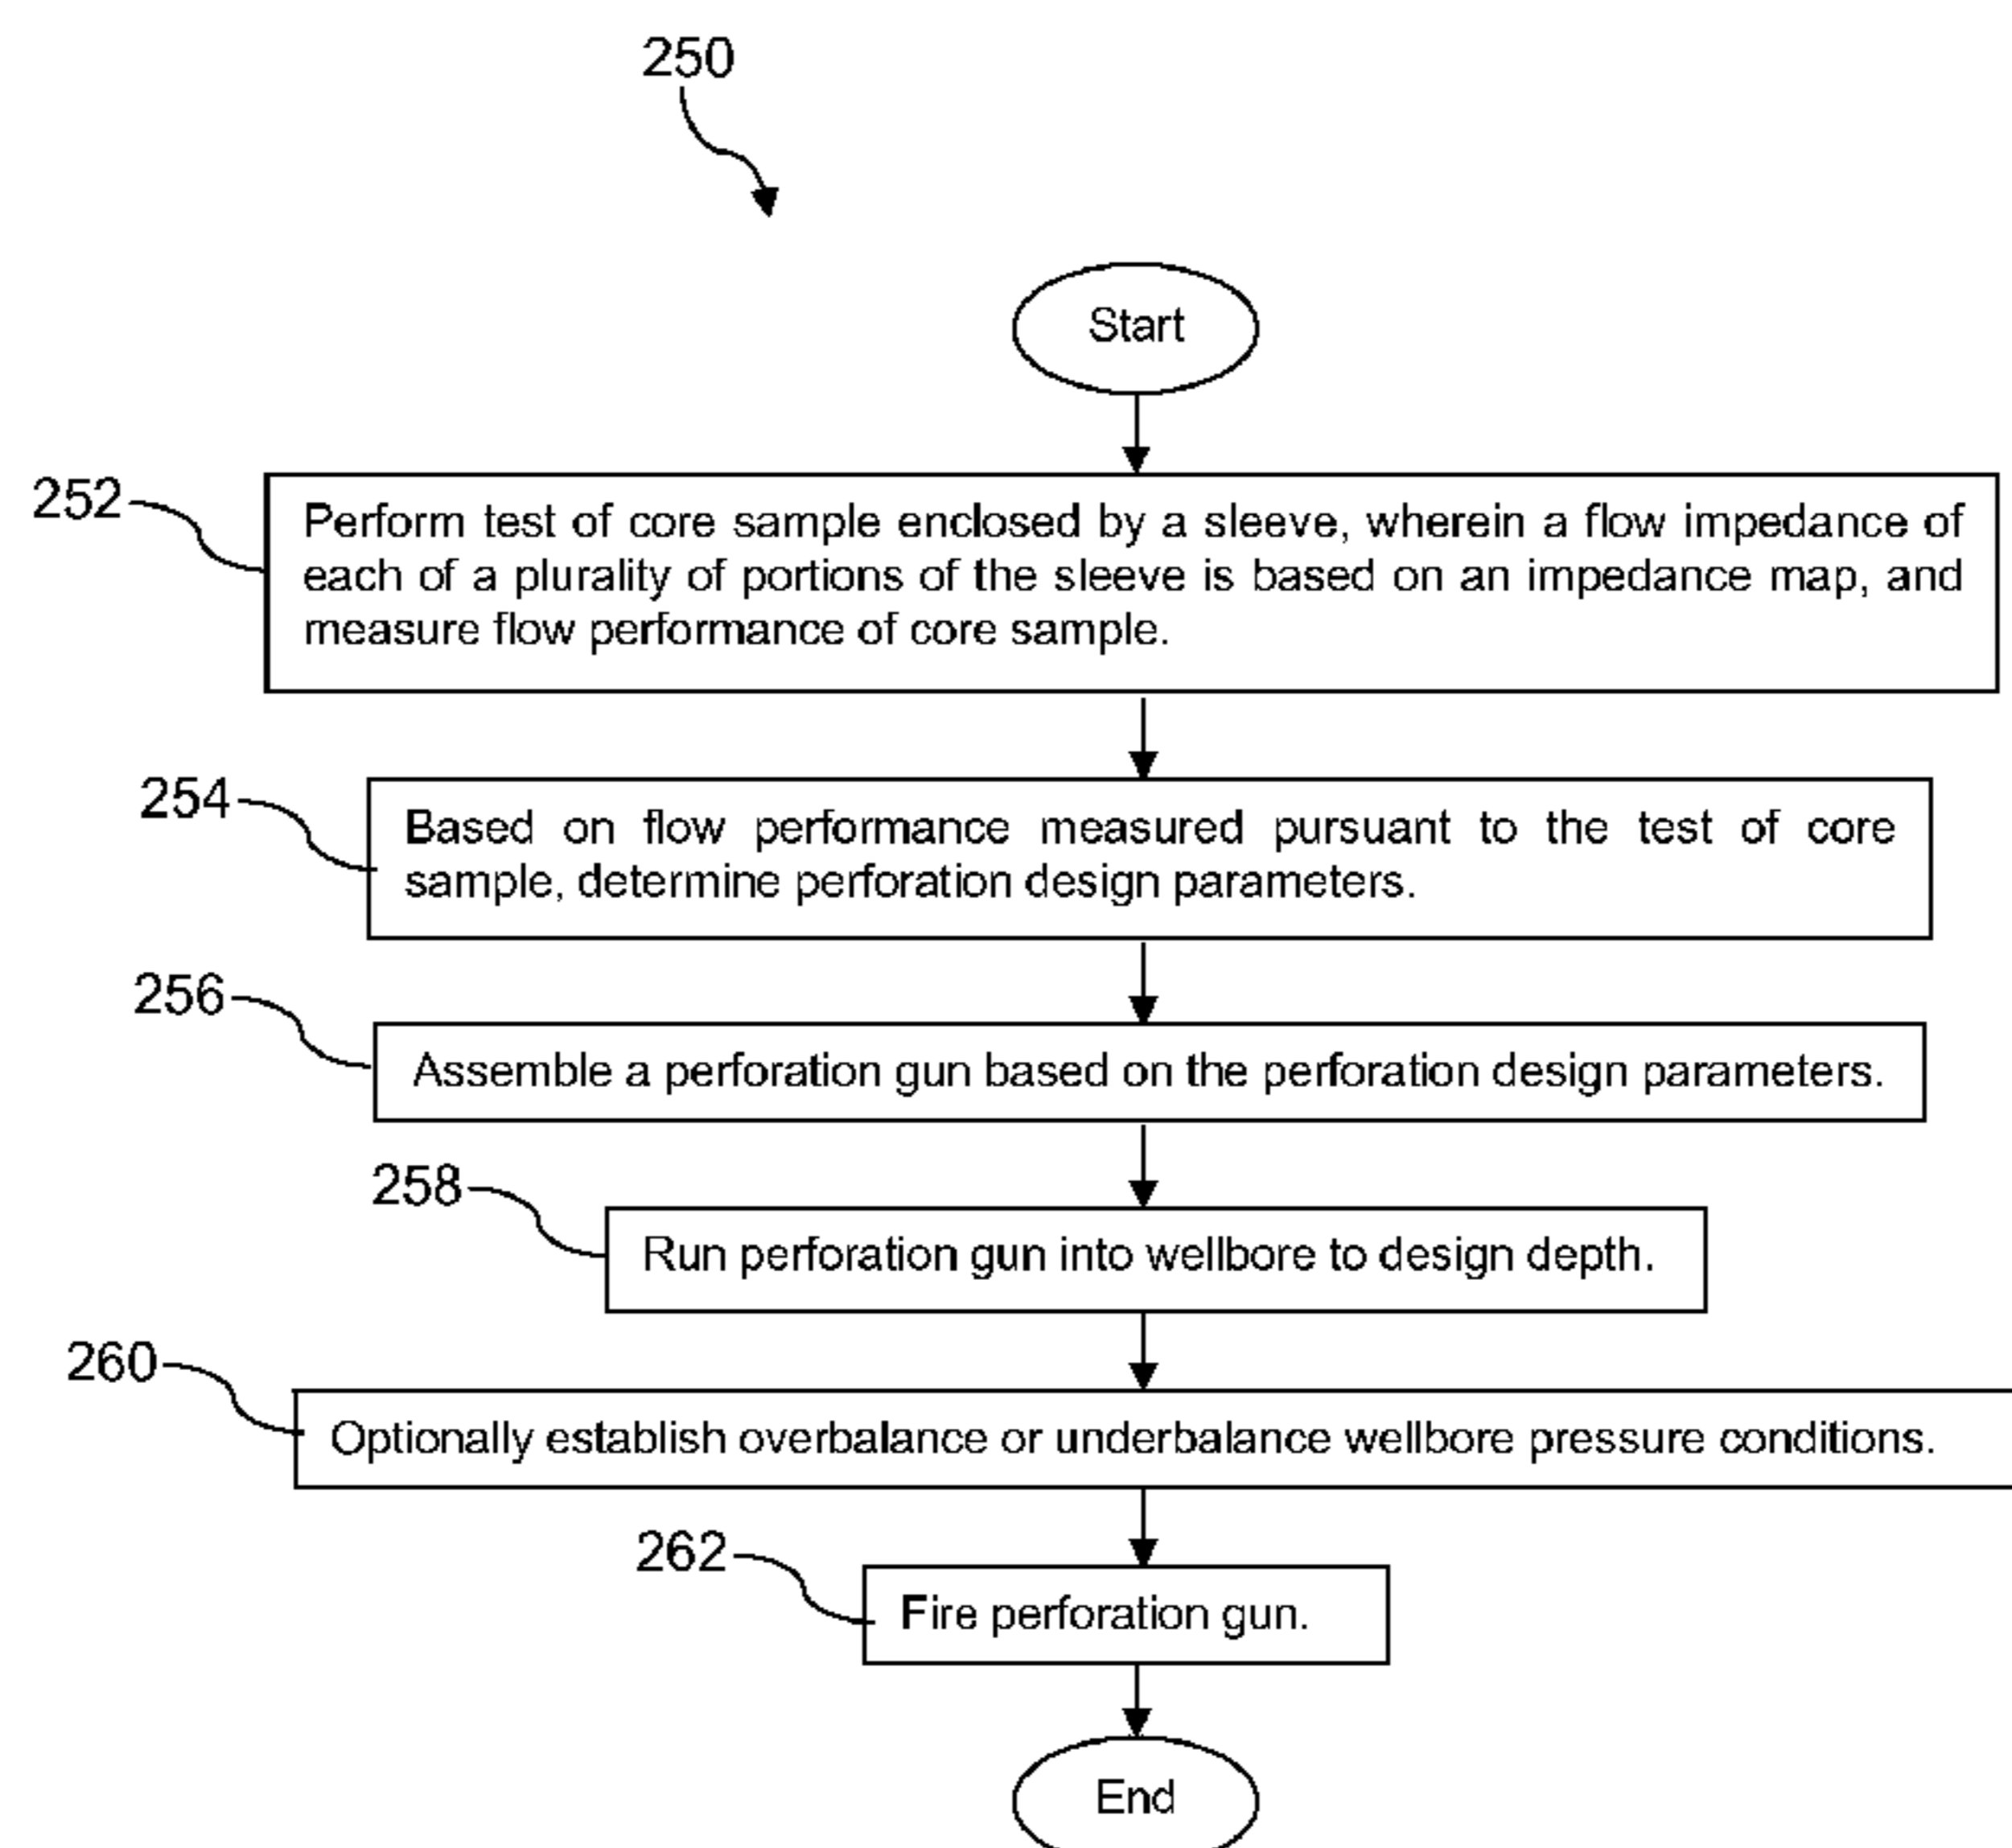 250
Start
252
Perform test of core sample enclosed by a sleeve, wherein a flow impedance of
each of a plurality of portions of the sleeve is based on an impedance map, and
measure flow performance of core sample.
254
Based on flow performance measured pursuant to the test of core
sample, determine perforation design parameters.
256
Assemble a perforation gun based on the perforation design parameters.
258
Run perforation gun into wellbore to design depth.
260
Optionally establish overbalance or underbalance wellbore pressure conditions.
262
Fire perforation gun.
End